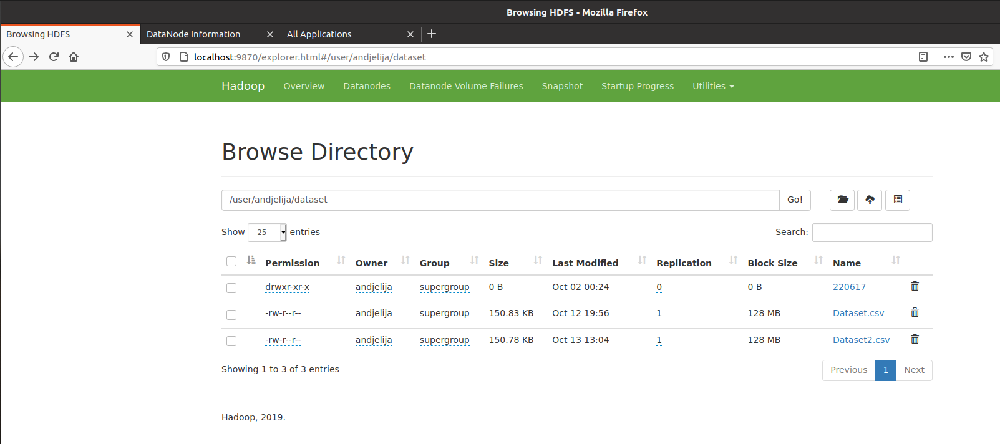 Browsing HDFS - Mozilla Firefox
Browsing HDFS DataNode Information All Applications
localhost:9870/explorer.html#/user/andjelija/dataset
Hadoop Overview Datanodes Datanode Volume Failures Snapshot Startup Progress Utilities
Browse Directory
/user/andjelija/dataset Go!
Show 25 entries Search:
Permission Owner Group Size Last Modified Replication Block Size Name
drwxr-xr-x andjelija supergroup 0 B Oct 02 00:24 0 0 B 220617
-rw-r--r-- andjelija supergroup 150.83 KB Oct 12 19:56 1 128 MB Dataset.csv
-rw-r--r-- andjelija supergroup 150.78 KB Oct 13 13:04 1 128 MB Dataset2.csv
Showing 1 to 3 of 3 entries Previous 1 Next
Hadoop, 2019.